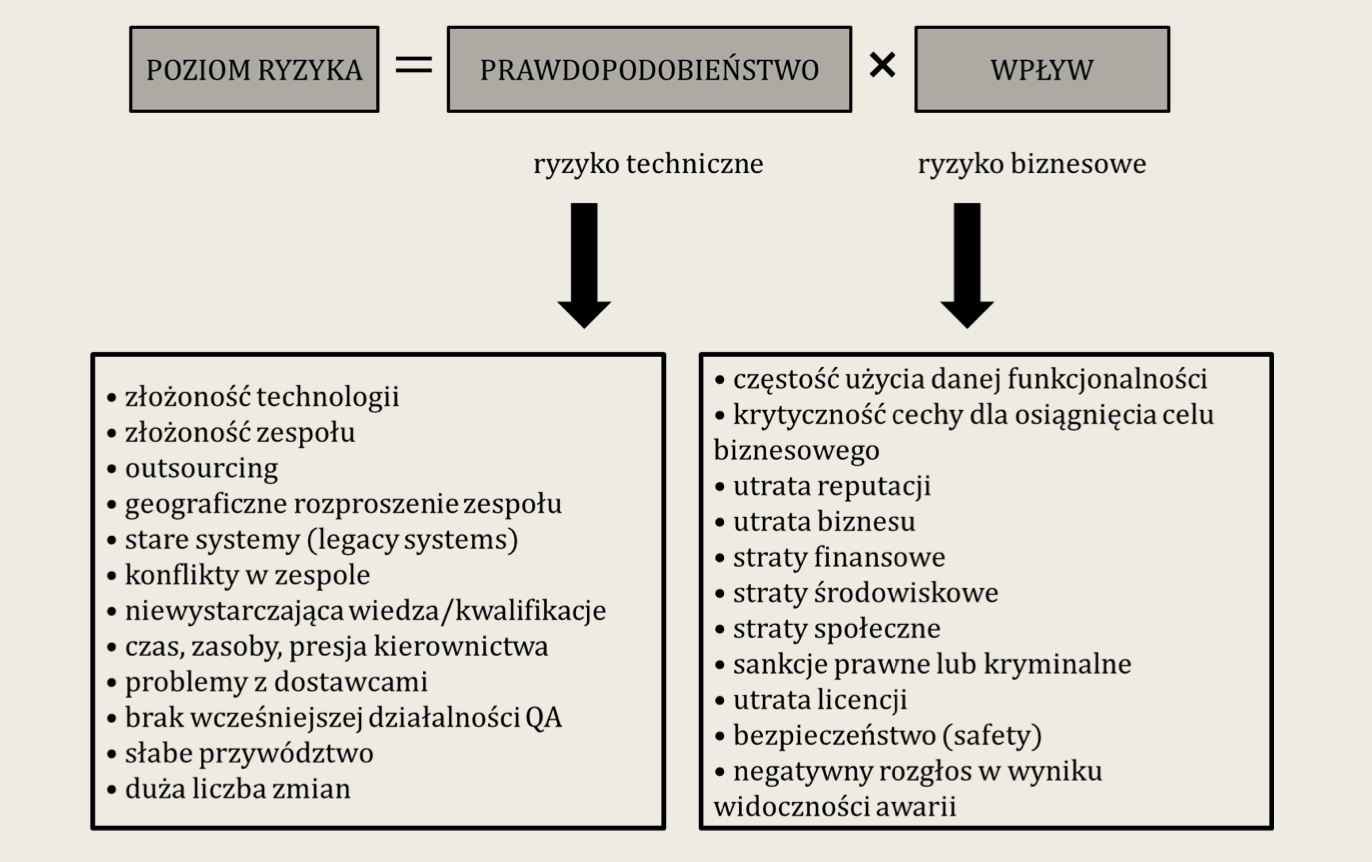 POZIOM RYZYKA = PRAWDOPODOBIEŃSTWO × WPŁYW
ryzyko techniczne
ryzyko biznesowe
• złożoność technologii
• złożoność zespołu
• outsourcing
• geograficzne rozproszenie zespołu
• stare systemy (legacy systems)
• konflikty w zespole
• niewystarczająca wiedza/kwalifikacje
• czas, zasoby, presja kierownictwa
• problemy z dostawcami
• brak wcześniejszej działalności QA
• słabe przywództwo
• duża liczba zmian
• częstość użycia danej funkcjonalności
• krytyczność cechy dla osiągnięcia celu
biznesowego
• utrata reputacji
• utrata biznesu
• straty finansowe
• straty środowiskowe
• straty społeczne
• sankcje prawne lub kryminalne
• utrata licencji
• bezpieczeństwo (safety)
• negatywny rozgłos w wyniku
widoczności awarii